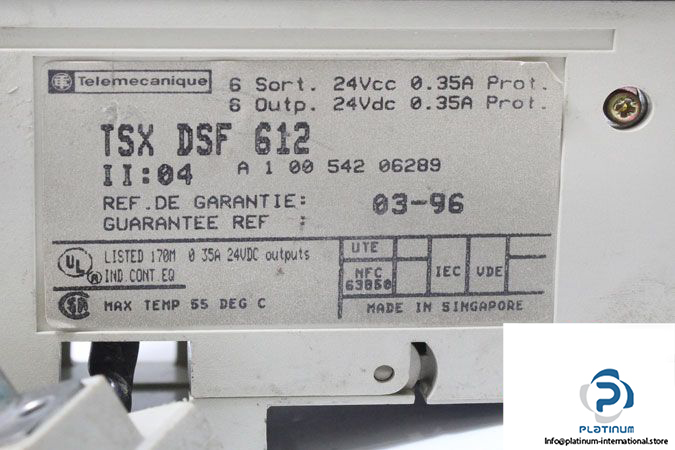 Telemecanique
6 Sort. 24Vcc 0.35A Prot.
6 Outp. 24Vdc 0.35A Prot.
TSX DSF 612
II:04
A 1 00 542 06289
REF.DE GARANTIE:
GUARANTEE REF :
03-96
UL
LISTED 170M 0 35A 24VDC outputs
IND.CONT.EQ
MAX TEMP 55 DEG C
UTE
NFC
63850
IEC
VDE
MADE IN SINGAPORE
PLATINUM
Info@platinum-international.store